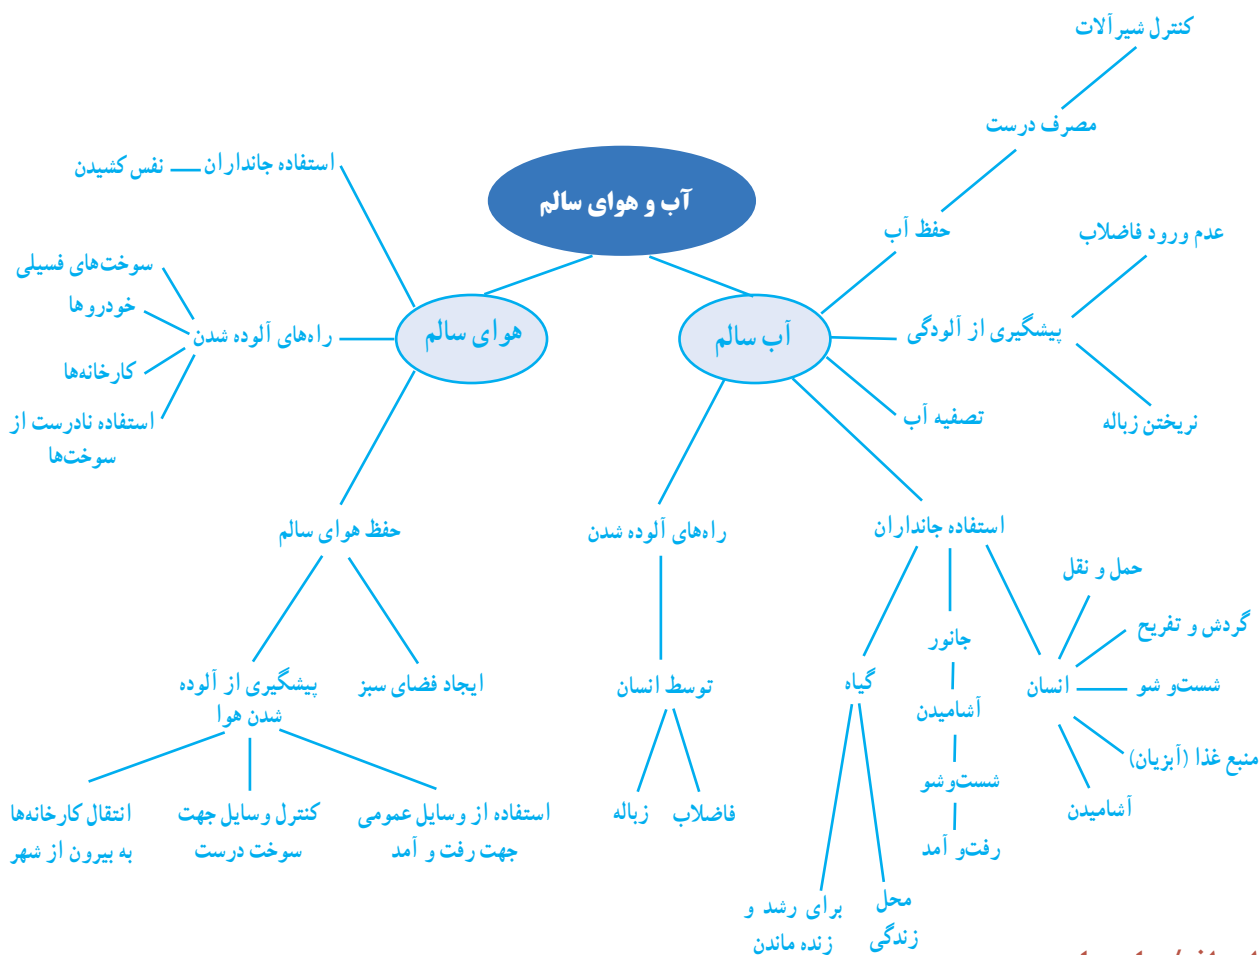 آب و هوای سالم
آب سالم
حفظ آب
مصرف درست
کنترل شیرآلات
پیشگیری از آلودگی
عدم ورود فاضلاب
نریختن زباله
تصفیه آب
استفاده جانداران
انسان
حمل و نقل
گردش و تفریح
شست‌و شو
منبع غذا (آبزیان)
آشامیدن
جانور
آشامیدن
شست‌وشو
رفت‌و آمد
گیاه
محل
زندگی
برای رشد و
زنده ماندن
راه‌های آلوده شدن
توسط انسان
فاضلاب
زباله
هوای سالم
استفاده جانداران
نفس کشیدن
راه‌های آلوده شدن
سوخت‌های فسیلی
خودروها
کارخانه‌ها
استفاده نادرست از
سوخت‌ها
حفظ هوای سالم
ایجاد فضای سبز
پیشگیری از آلوده
شدن هوا
استفاده از وسایل عمومی
جهت رفت و آمد
کنترل وسایل جهت
سوخت درست
انتقال کارخانه‌ها
به بیرون از شهر